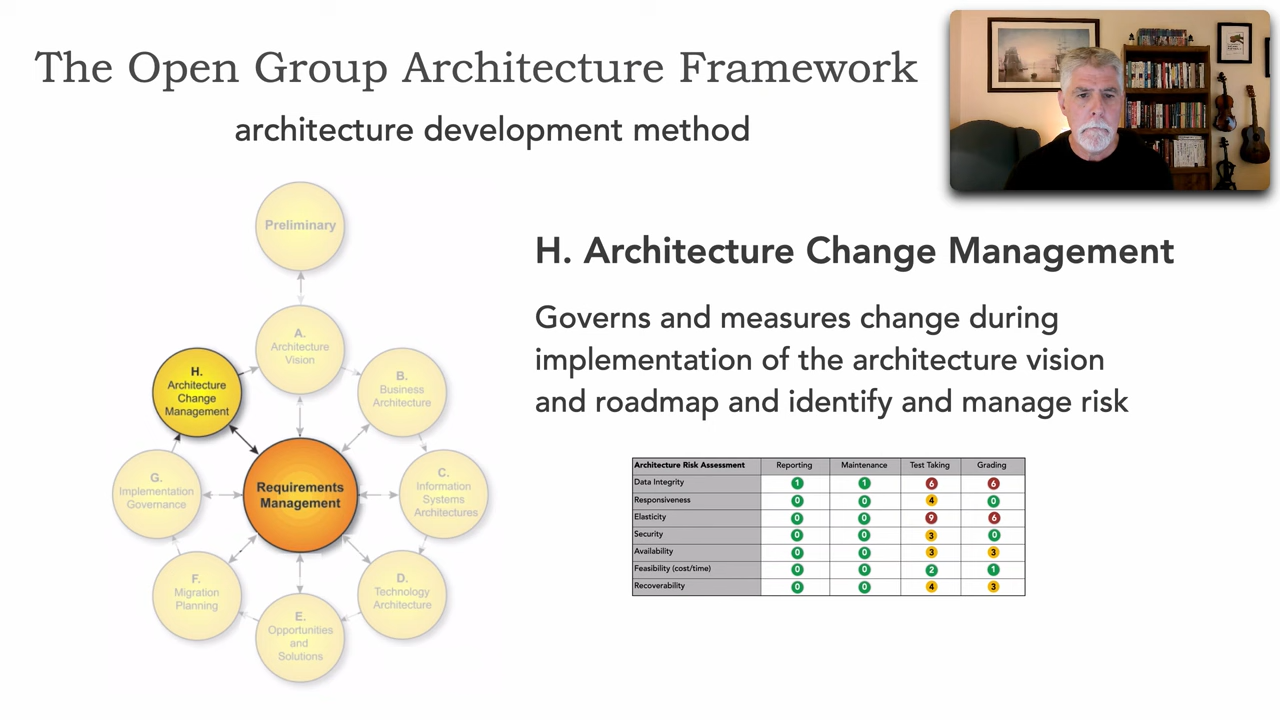 The Open Group Architecture Framework
architecture development method
Preliminary
A.
Architecture
Vision
B.
Business
Architecture
C.
Information
Systems
Architectures
D.
Technology
Architecture
E.
Opportunities
and
Solutions
F.
Migration
Planning
G.
Implementation
Governance
H.
Architecture
Change
Management
Requirements
Management
H. Architecture Change Management
Governs and measures change during
implementation of the architecture vision
and roadmap and identify and manage risk
Architecture Risk Assessment Reporting Maintenance Test Taking Grading
Data Integrity 1 1 6 6
Responsiveness 0 0 4 0
Elasticity 0 0 9 6
Security 0 0 3 0
Availability 0 0 3 3
Feasibility (cost/time) 0 0 2 1
Recoverability 0 0 4 3